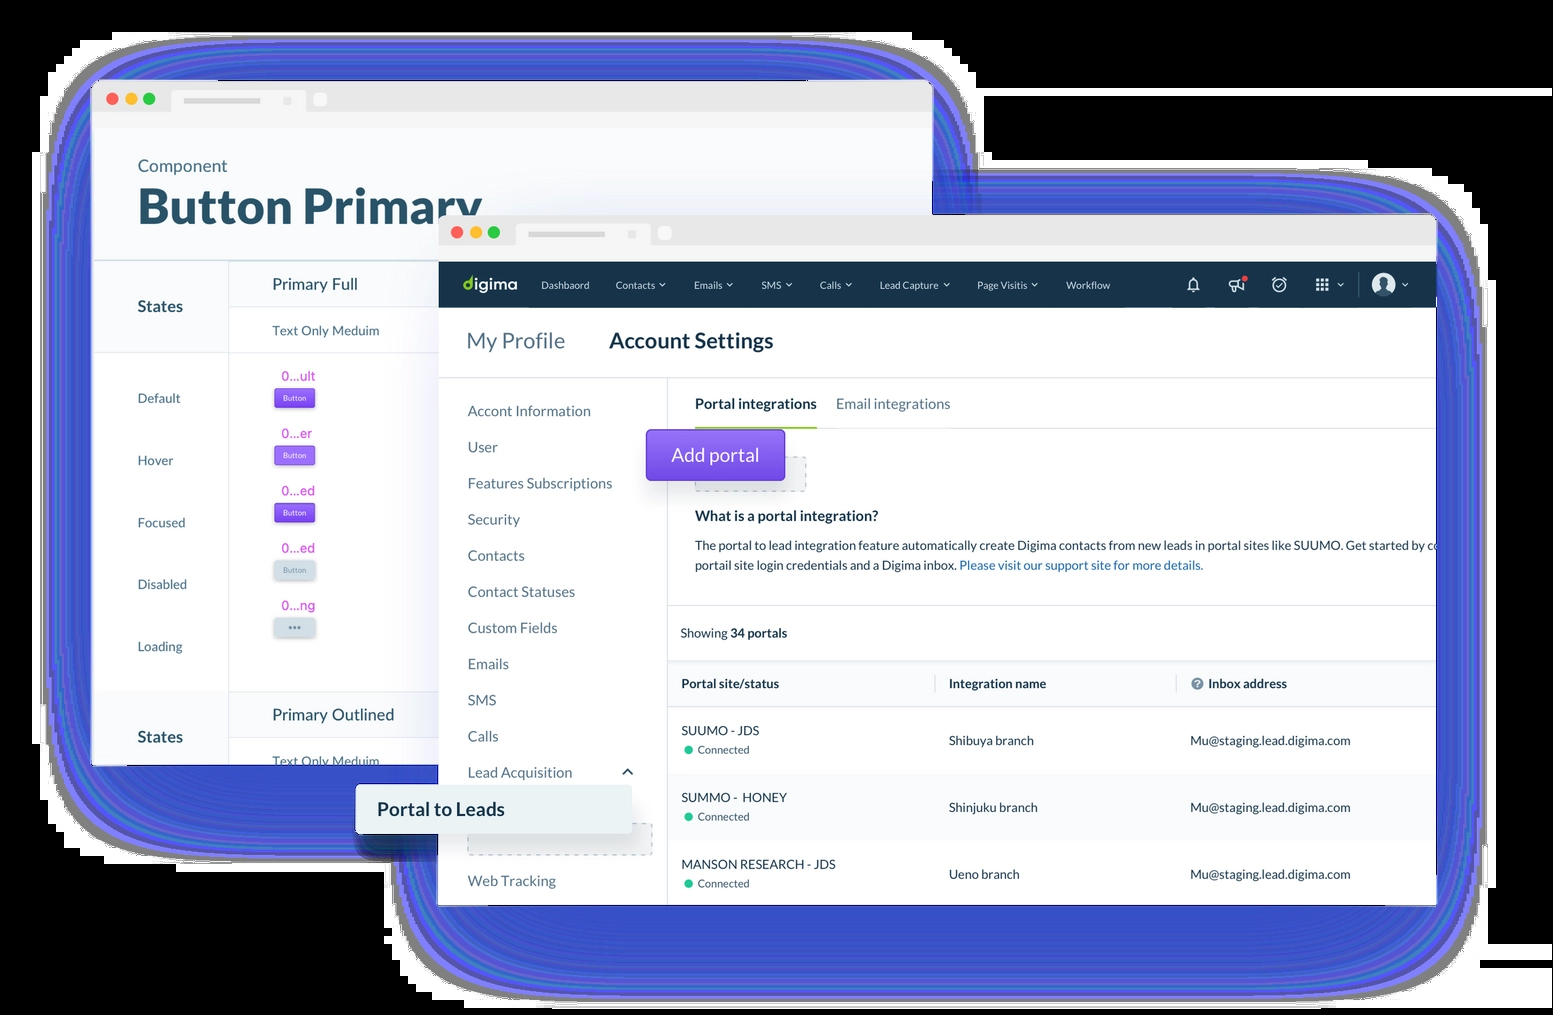 Component
Button Primary
States
Primary Full
Text Only Meduim
Default
0...ult
Button
Hover
0...er
Button
Focused
0...ed
Button
Disabled
0...ed
Button
Loading
0...ng
States
Primary Outlined
Text Only Meduim
digima
Dashbaord
Contacts
Emails
SMS
Calls
Lead Capture
Page Visitis
Workflow
My Profile
Account Settings
Accont Information
User
Features Subscriptions
Security
Contacts
Contact Statuses
Custom Fields
Emails
SMS
Calls
Lead Acquisition
Portal to Leads
Web Tracking
Portal integrations
Email integrations
Add portal
What is a portal integration?
The portal to lead integration feature automatically create Digima contacts from new leads in portal sites like SUUMO. Get started by
portail site login credentials and a Digima inbox. Please visit our support site for more details.
Showing 34 portals
Portal site/status
Integration name
Inbox address
SUUMO - JDS
Connected
Shibuya branch
Mu@staging.lead.digima.com
SUMMO - HONEY
Connected
Shinjuku branch
Mu@staging.lead.digima.com
MANSON RESEARCH - JDS
Connected
Ueno branch
Mu@staging.lead.digima.com